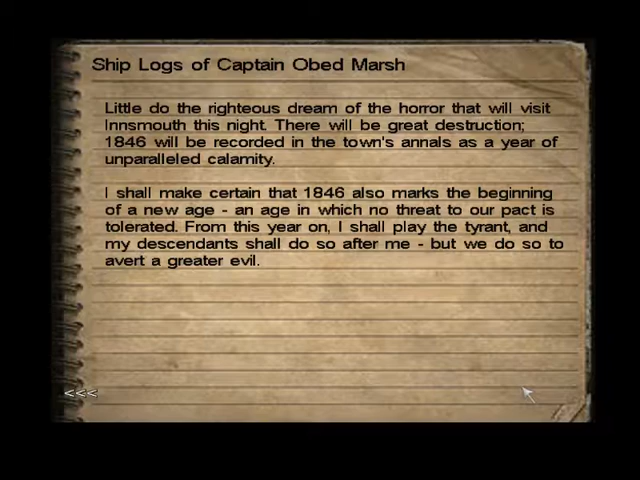 Ship Logs of Captain Obed Marsh
Little do the righteous dream of the horror that will visit
Innsmouth this night. There will be great destruction;
1846 will be recorded in the town's annals as a year of
unparalleled calamity.
I shall make certain that 1846 also marks the beginning
of a new age - an age in which no threat to our pact is
tolerated. From this year on, I shall play the tyrant, and
my descendants shall do so after me - but we do so to
avert a greater evil.
<<<